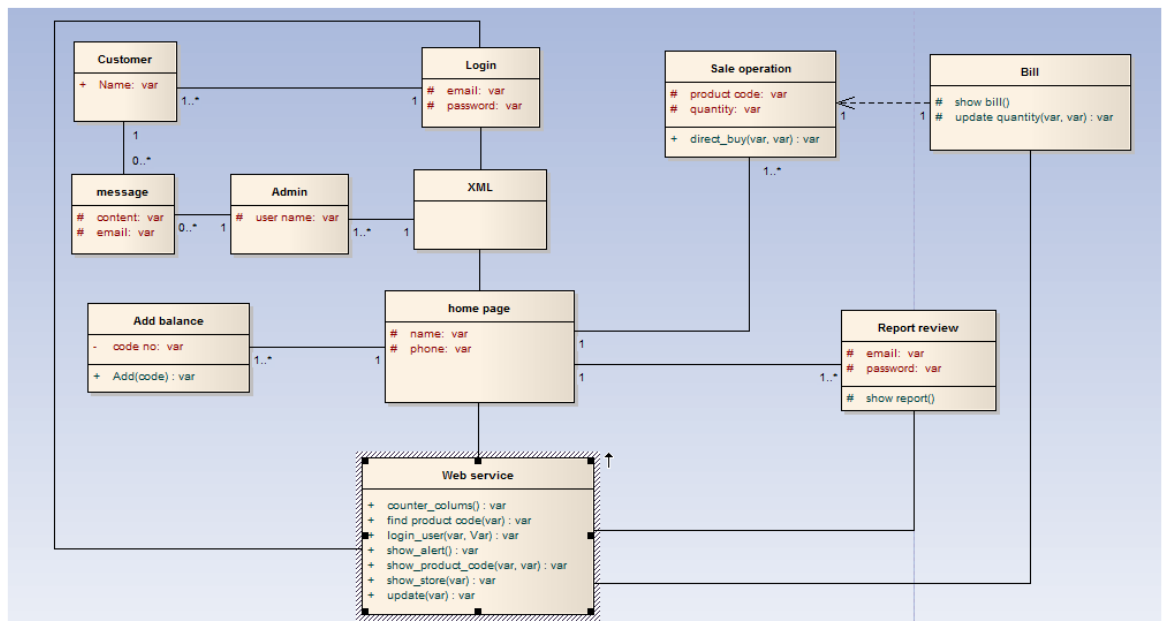 Customer
+ Name: var
Login
# email: var
# password: var
Sale operation
# product code: var
# quantity: var
+ direct_buy(var, var) : var
Bill
# show bill()
# update quantity(var, var) : var
1..*
1
1
1
1
0..*
1..*
message
# content: var
# email: var
0..*
1
Admin
# user name: var
1..*
1
XML
Add balance
- code no: var
+ Add(code) : var
1..*
1
home page
# name: var
# phone: var
1
1
1..*
Report review
# email: var
# password: var
# show report()
Web service
+ counter_colums() : var
+ find product code(var) : var
+ login_user(var, Var) : var
+ show_alert() : var
+ show_product_code(var, var) : var
+ show_store(var) : var
+ update(var) : var